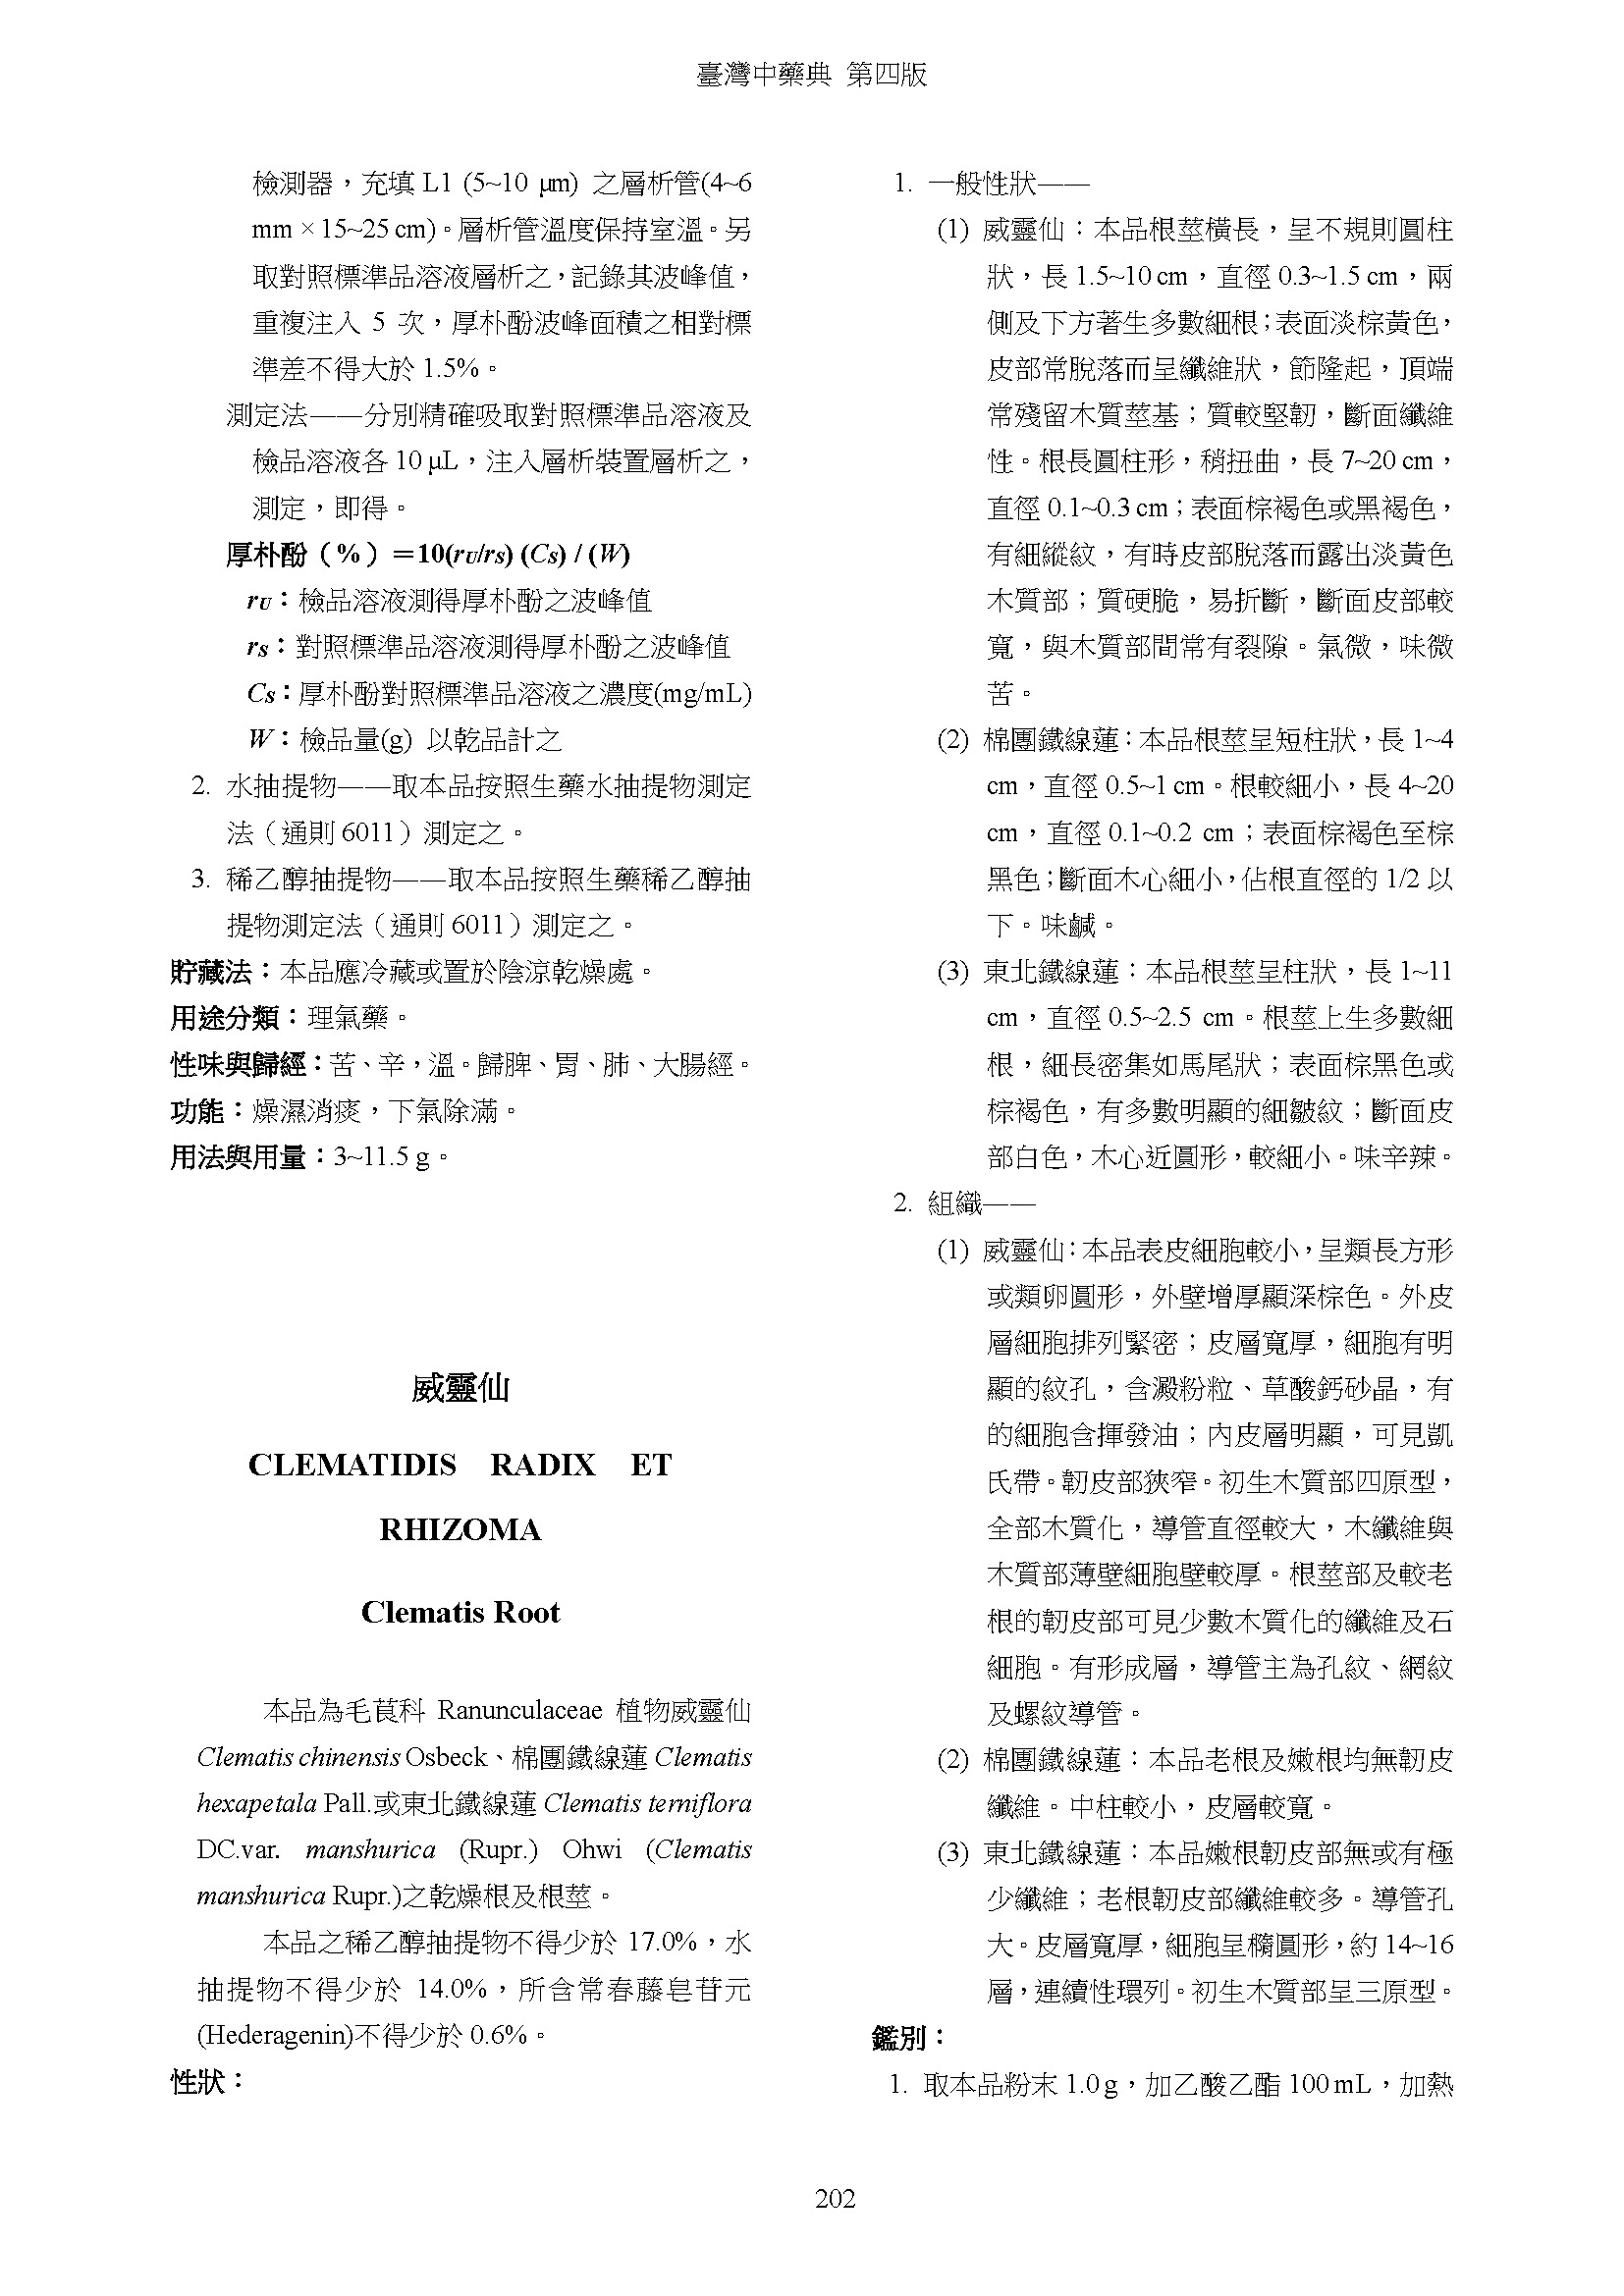 臺灣中藥典 第四版
檢測器，充填 L1 (5~10 μm) 之層析管(4~6
mm × 15~25 cm)。層析管溫度保持室溫。另
取對照標準品溶液層析之，記錄其波峰值，
重複注入 5 次，厚朴酚波峰面積之相對標
準差不得大於 1.5%。
測定法——分別精確吸取對照標準品溶液及
檢品溶液各 10 μL，注入層析裝置層析之，
測定，即得。
厚朴酚（%）＝10(rU/rS) (CS) / (W)
rU：檢品溶液測得厚朴酚之波峰值
rS：對照標準品溶液測得厚朴酚之波峰值
CS：厚朴酚對照標準品溶液之濃度(mg/mL)
W：檢品量(g) 以乾品計之
2. 水抽提物——取本品按照生藥水抽提物測定
法（通則 6011）測定之。
3. 稀乙醇抽提物——取本品按照生藥稀乙醇抽
提物測定法（通則 6011）測定之。
貯藏法：本品應冷藏或置於陰涼乾燥處。
用途分類：理氣藥。
性味與歸經：苦、辛，溫。歸脾、胃、肺、大腸經。
功能：燥濕消痰，下氣除滿。
用法與用量：3~11.5 g。
威靈仙
CLEMATIDIS RADIX ET
RHIZOMA
Clematis Root
本品為毛茛科 Ranunculaceae 植物威靈仙
Clematis chinensis Osbeck、棉團鐵線蓮 Clematis
hexapetala Pall.或東北鐵線蓮 Clematis terniflora
DC.var. manshurica (Rupr.) Ohwi (Clematis
manshurica Rupr.)之乾燥根及根莖。
本品之稀乙醇抽提物不得少於 17.0%，水
抽提物不得少於 14.0%，所含常春藤皂苷元
(Hederagenin)不得少於 0.6%。
性狀：
1. 一般性狀——
(1) 威靈仙：本品根莖橫長，呈不規則圓柱
狀，長 1.5~10 cm，直徑 0.3~1.5 cm，兩
側及下方著生多數細根；表面淡棕黃色，
皮部常脫落而呈纖維狀，節隆起，頂端
常殘留木質莖基；質較堅韌，斷面纖維
性。根長圓柱形，稍扭曲，長 7~20 cm，
直徑 0.1~0.3 cm；表面棕褐色或黑褐色，
有細縱紋，有時皮部脫落而露出淡黃色
木質部；質硬脆，易折斷，斷面皮部較
寬，與木質部間常有裂隙。氣微，味微
苦。
(2) 棉團鐵線蓮：本品根莖呈短柱狀，長 1~4
cm，直徑 0.5~1 cm。根較細小，長 4~20
cm，直徑 0.1~0.2 cm；表面棕褐色至棕
黑色；斷面木心細小，佔根直徑的 1/2 以
下。味鹹。
(3) 東北鐵線蓮：本品根莖呈柱狀，長 1~11
cm，直徑 0.5~2.5 cm。根莖上生多數細
根，細長密集如馬尾狀；表面棕黑色或
棕褐色，有多數明顯的細皺紋；斷面皮
部白色，木心近圓形，較細小。味辛辣。
2. 組織——
(1) 威靈仙：本品表皮細胞較小，呈類長方形
或類卵圓形，外壁增厚顯深棕色。外皮
層細胞排列緊密；皮層寬厚，細胞有明
顯的紋孔，含澱粉粒、草酸鈣砂晶，有
的細胞含揮發油；內皮層明顯，可見凱
氏帶。韌皮部狹窄。初生木質部四原型，
全部木質化，導管直徑較大，木纖維與
木質部薄壁細胞壁較厚。根莖部及較老
根的韌皮部可見少數木質化的纖維及石
細胞。有形成層，導管主為孔紋、網紋
及螺紋導管。
(2) 棉團鐵線蓮：本品老根及嫩根均無韌皮
纖維。中柱較小，皮層較寬。
(3) 東北鐵線蓮：本品嫩根韌皮部無或有極
少纖維；老根韌皮部纖維較多。導管孔
大。皮層寬厚，細胞呈橢圓形，約 14~16
層，連續性環列。初生木質部呈三原型。
鑑別：
1. 取本品粉末 1.0 g，加乙酸乙酯 100 mL，加熱
202